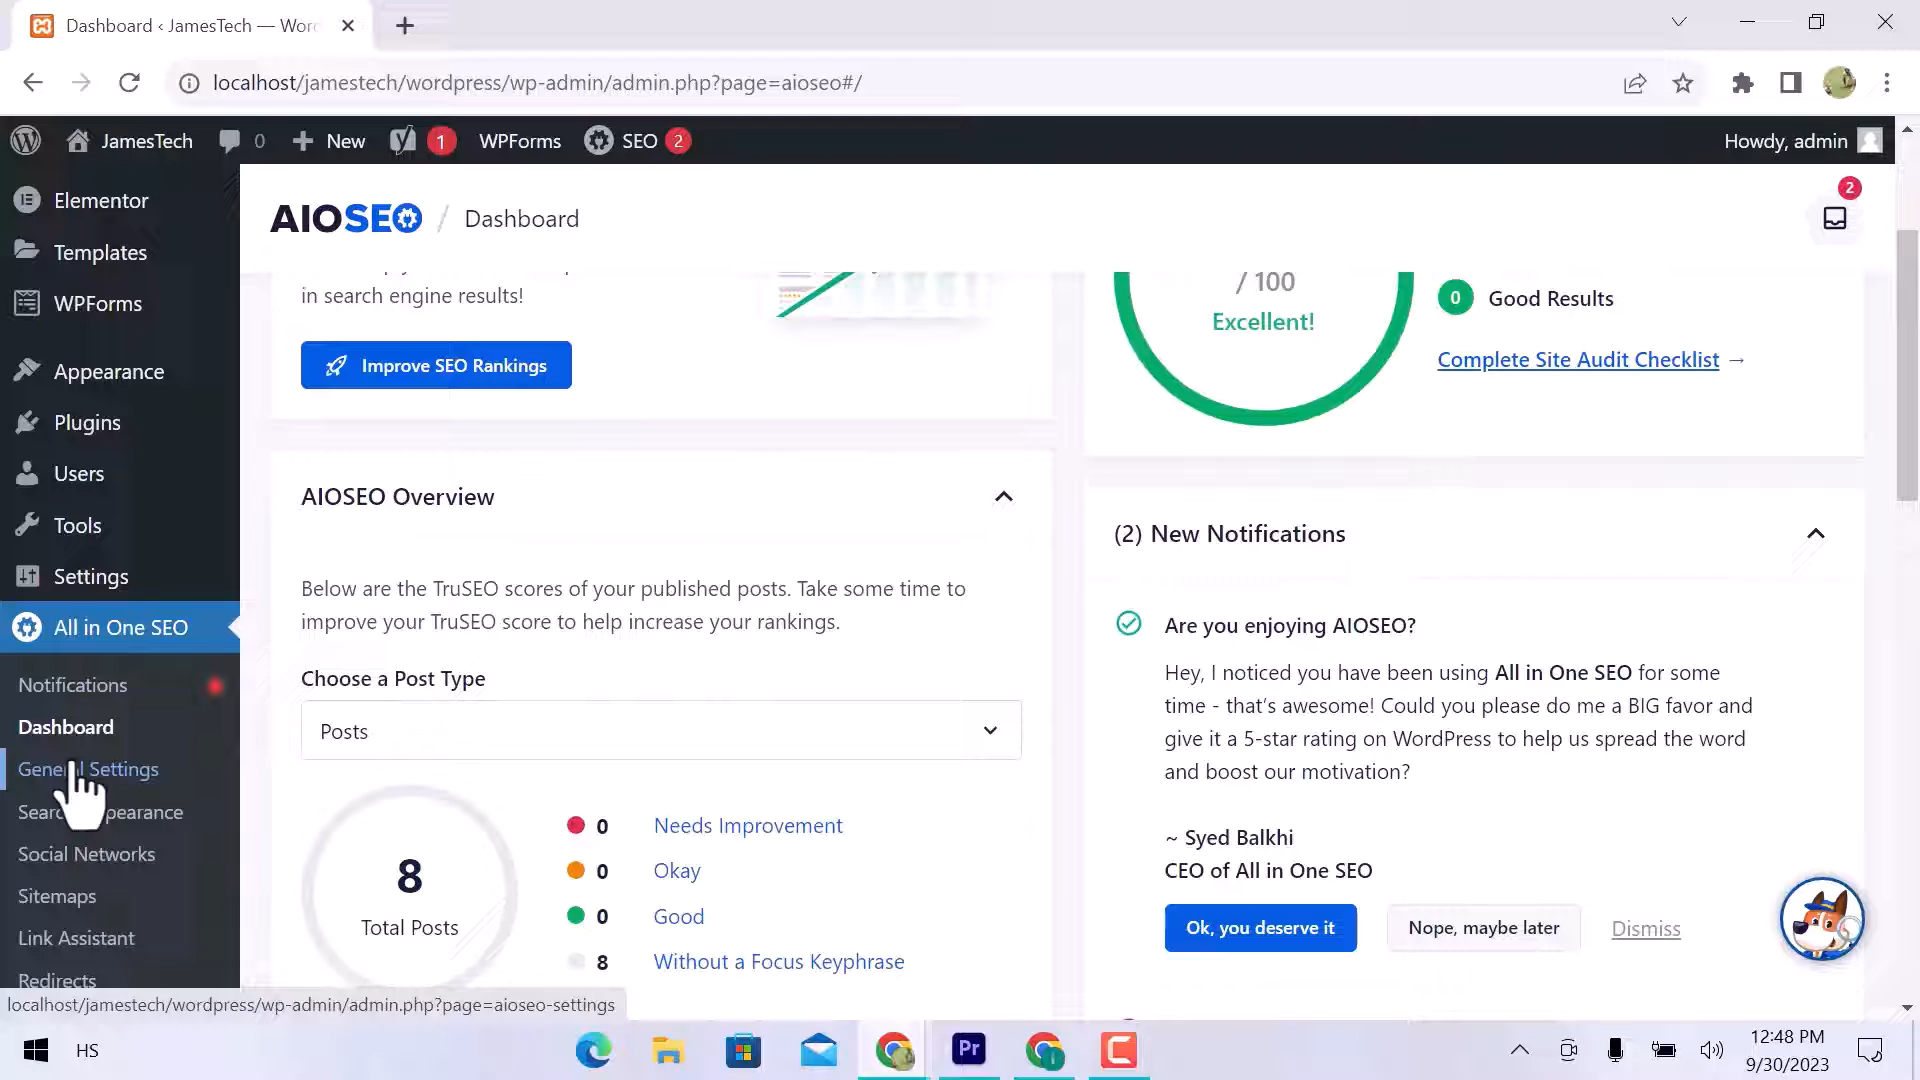 Dashboard ‹ JamesTech — Word
localhost/jamestech/wordpress/wp-admin/admin.php?page=aioseo#/
JamesTech
0
New
1
WPForms
SEO
2
Howdy, admin
Elementor
Templates
WPForms
Appearance
Plugins
Users
Tools
Settings
All in One SEO
Notifications
Dashboard
General Settings
Search Appearance
Social Networks
Sitemaps
Link Assistant
Redirects
AIOSEO / Dashboard
2
in search engine results!
Improve SEO Rankings
/ 100
Excellent!
0 Good Results
Complete Site Audit Checklist →
AIOSEO Overview
Below are the TruSEO scores of your published posts. Take some time to
improve your TruSEO score to help increase your rankings.
Choose a Post Type
Posts
8
Total Posts
0 Needs Improvement
0 Okay
0 Good
8 Without a Focus Keyphrase
(2) New Notifications
Are you enjoying AIOSEO?
Hey, I noticed you have been using All in One SEO for some
time - that's awesome! Could you please do me a BIG favor and
give it a 5-star rating on WordPress to help us spread the word
and boost our motivation?
~ Syed Balkhi
CEO of All in One SEO
Ok, you deserve it
Nope, maybe later
Dismiss
localhost/jamestech/wordpress/wp-admin/admin.php?page=aioseo-settings
HS
Pr
12:48 PM
9/30/2023